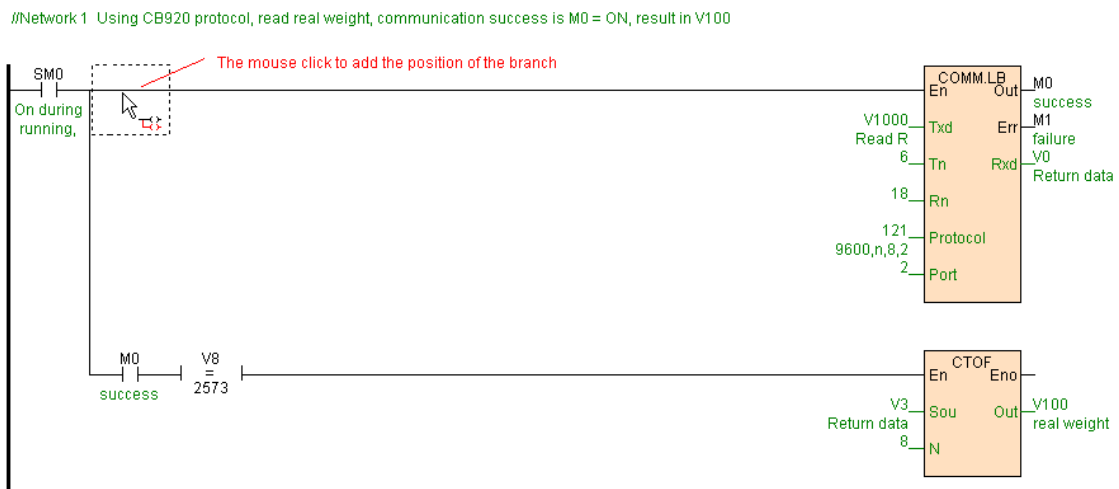 //Network 1 Using CB920 protocol, read real weight, communication success is M0 = ON, result in V100
The mouse click to add the position of the branch
SM0
On during
running,
COMM.LB
En
Out
M0
success
V1000
Read R
Txd
Err
M1
failure
6
Tn
Rxd
V0
Return data
18
Rn
121
9600,n,8,2
Protocol
2
Port
M0
success
V8
=
2573
CTOF
En
Eno
V3
Return data
Sou
Out
V100
real weight
8
N